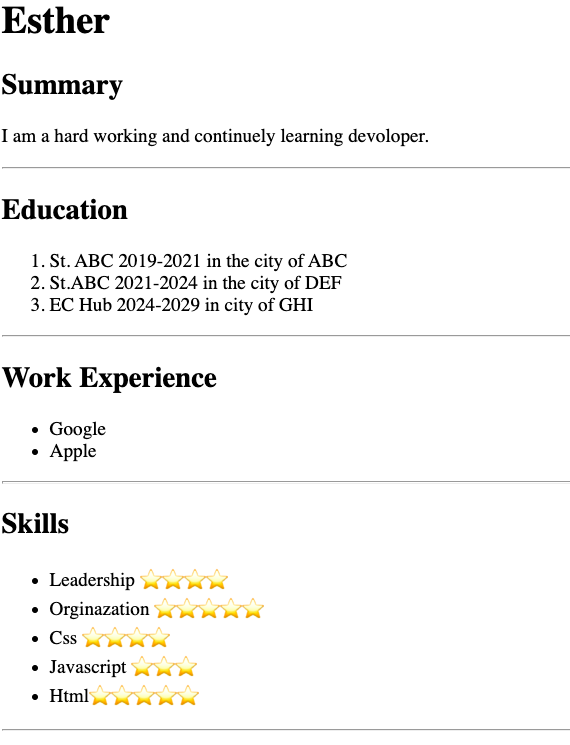 Esther
Summary
I am a hard working and continuely learning devoloper.
Education
1. St. ABC 2019-2021 in the city of ABC
2. St.ABC 2021-2024 in the city of DEF
3. EC Hub 2024-2029 in city of GHI
Work Experience
• Google
• Apple
Skills
• Leadership ⭐⭐⭐⭐
• Orginazation ⭐⭐⭐⭐⭐
• Css ⭐⭐⭐⭐
• Javascript ⭐⭐⭐
• Html⭐⭐⭐⭐⭐